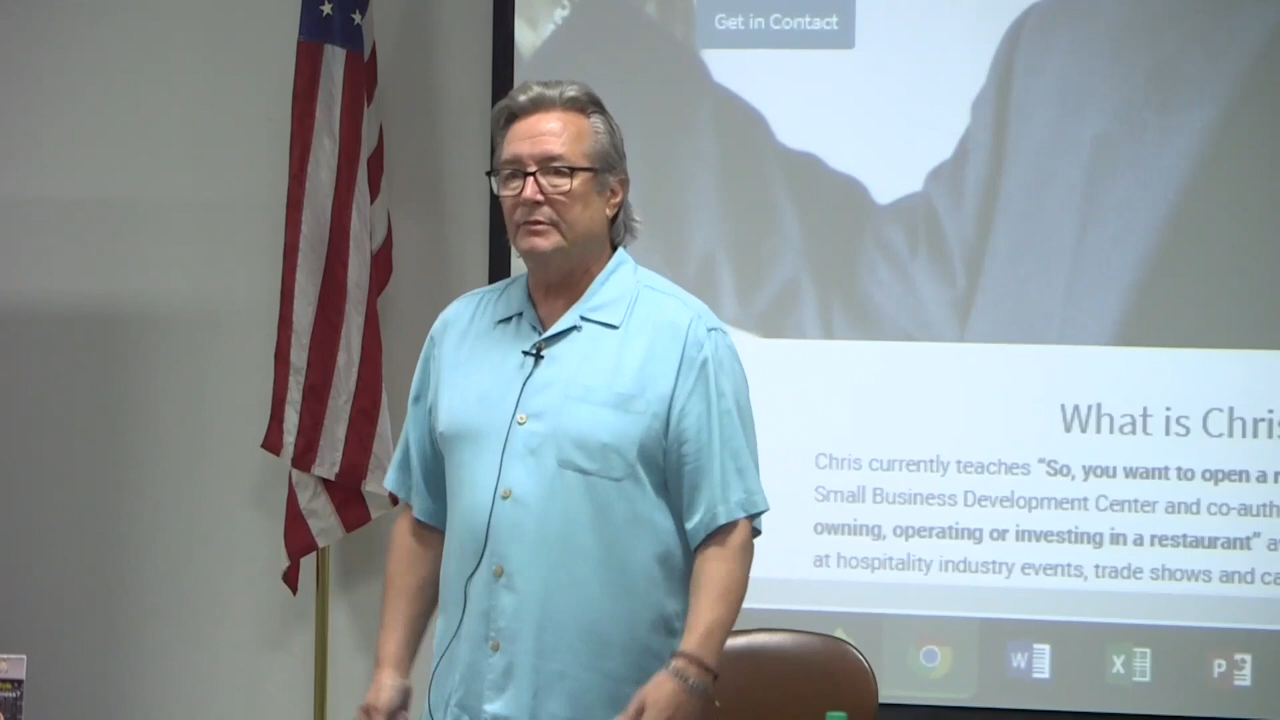 Get in Contact
What is Chris
Chris currently teaches “So, you want to open a
Small Business Development Center and co-auth
owning, operating or investing in a restaurant”
at hospitality industry events, trade shows and
W
X
P